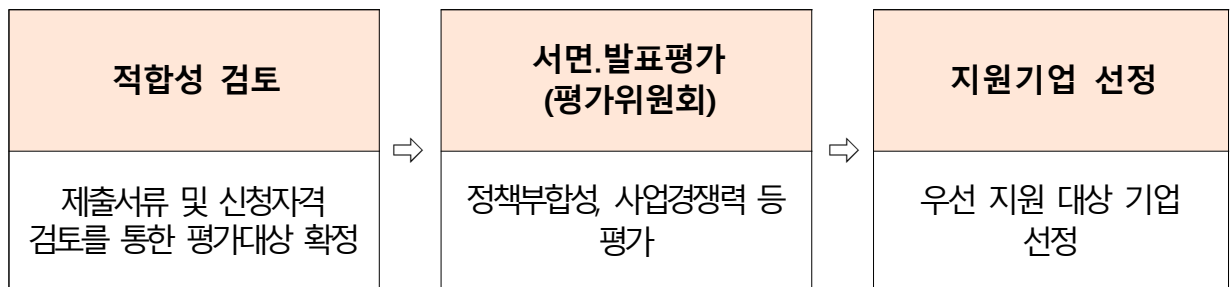 적합성 검토
제출서류 및 신청자격
검토를 통한 평가대상 확정
⇨
서면.발표평가
(평가위원회)
정책부합성, 사업경쟁력 등
평가
⇨
지원기업 선정
우선 지원 대상 기업
선정